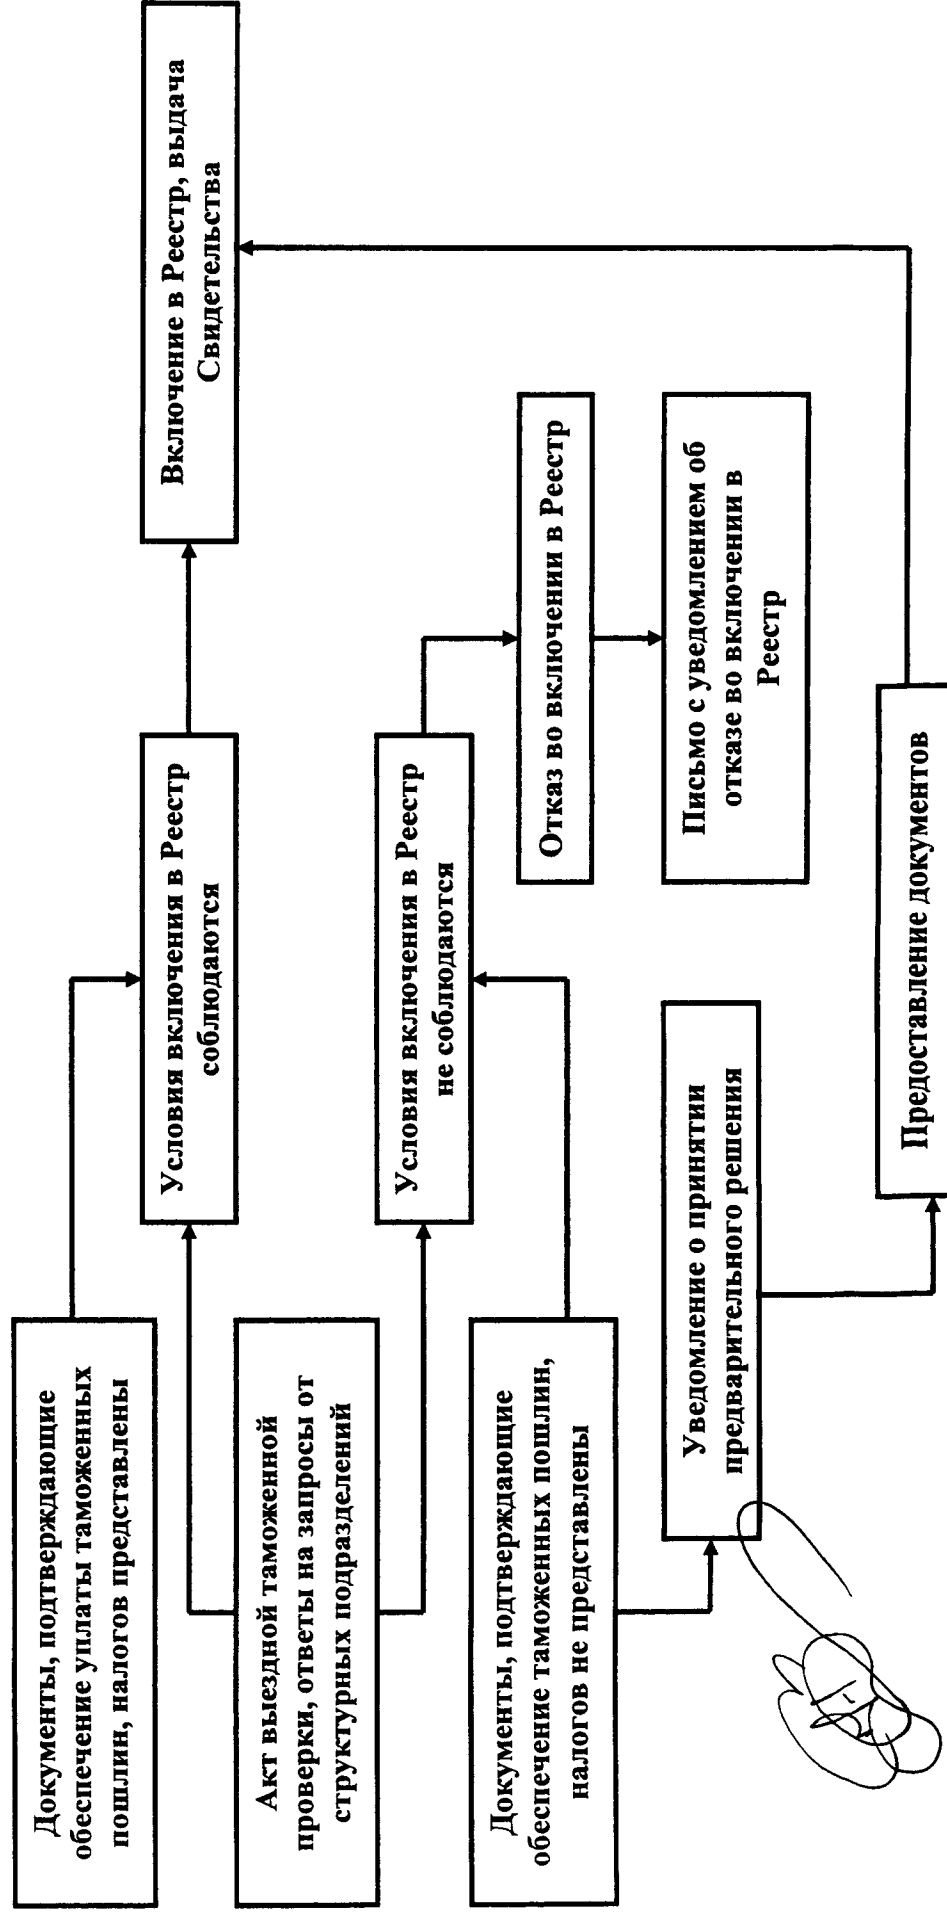 Документы, подтверждающие
обеспечение уплаты таможенных
пошлин, налогов представлены
Акт выездной таможенной
проверки, ответы на запросы от
структурных подразделений
Документы, подтверждающие
обеспечение таможенных пошлин,
налогов не представлены
Уведомление о принятии
предварительного решения
Условия включения в Реестр
соблюдаются
Условия включения в Реестр
не соблюдаются
Предоставление документов
Отказ во включении в Реестр
Письмо с уведомлением об
отказе во включении в
Реестр
Включение в Реестр, выдача
Свидетельства